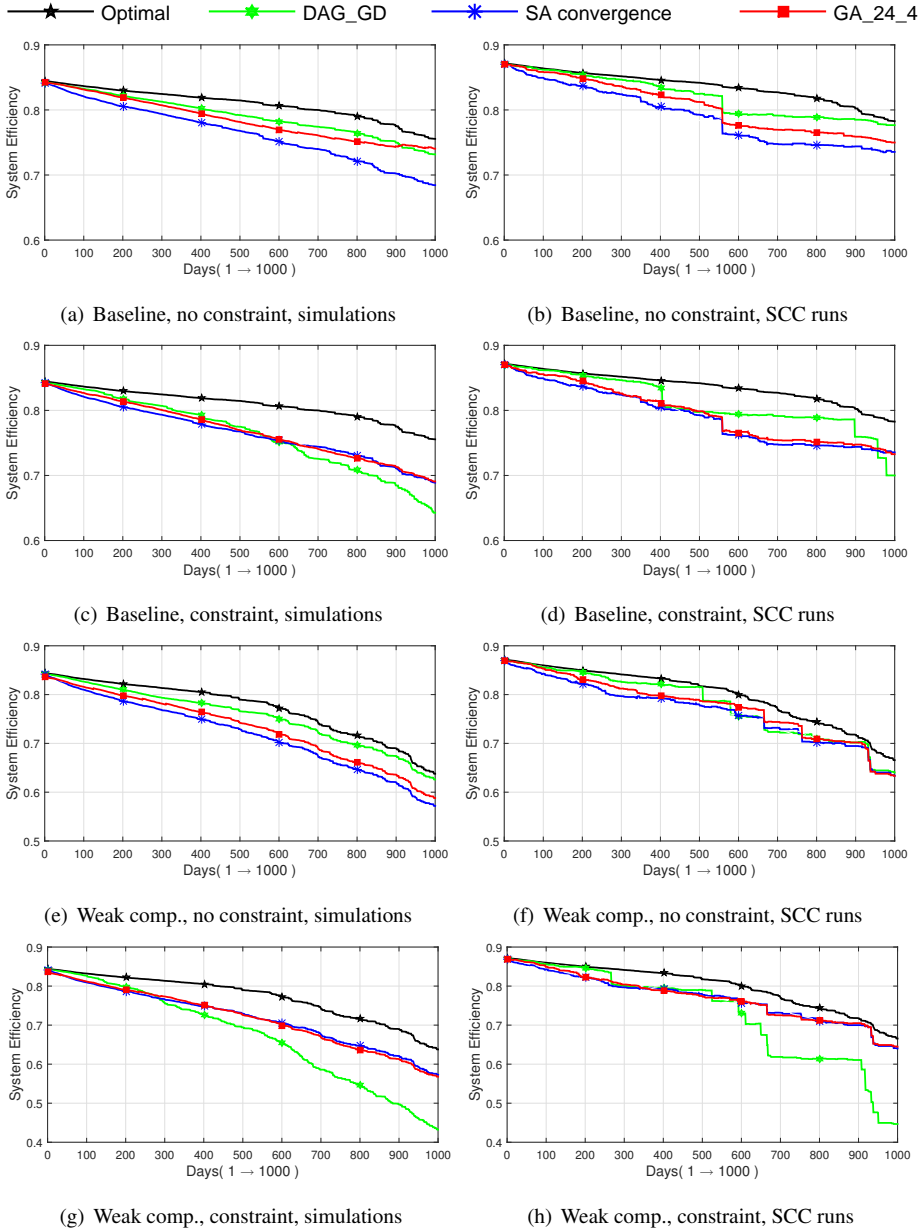 Optimal DAG_GD SA convergence GA_24_4
System Efficiency
0.9
0.8
0.7
0.6
0 100 200 300 400 500 600 700 800 900 1000
Days( 1 → 1000 )
(a) Baseline, no constraint, simulations
System Efficiency
0.9
0.8
0.7
0.6
0 100 200 300 400 500 600 700 800 900 1000
Days( 1 → 1000 )
(b) Baseline, no constraint, SCC runs
System Efficiency
0.9
0.8
0.7
0.6
0 100 200 300 400 500 600 700 800 900 1000
Days( 1 → 1000 )
(c) Baseline, constraint, simulations
System Efficiency
0.9
0.8
0.7
0.6
0 100 200 300 400 500 600 700 800 900 1000
Days( 1 → 1000 )
(d) Baseline, constraint, SCC runs
System Efficiency
0.9
0.8
0.7
0.6
0.5
0 100 200 300 400 500 600 700 800 900 1000
Days( 1 → 1000 )
(e) Weak comp., no constraint, simulations
System Efficiency
0.9
0.8
0.7
0.6
0.5
0 100 200 300 400 500 600 700 800 900 1000
Days( 1 → 1000 )
(f) Weak comp., no constraint, SCC runs
System Efficiency
0.9
0.8
0.7
0.6
0.5
0.4
0 100 200 300 400 500 600 700 800 900 1000
Days( 1 → 1000 )
(g) Weak comp., constraint, simulations
System Efficiency
0.9
0.8
0.7
0.6
0.5
0.4
0 100 200 300 400 500 600 700 800 900 1000
Days( 1 → 1000 )
(h) Weak comp., constraint, SCC runs